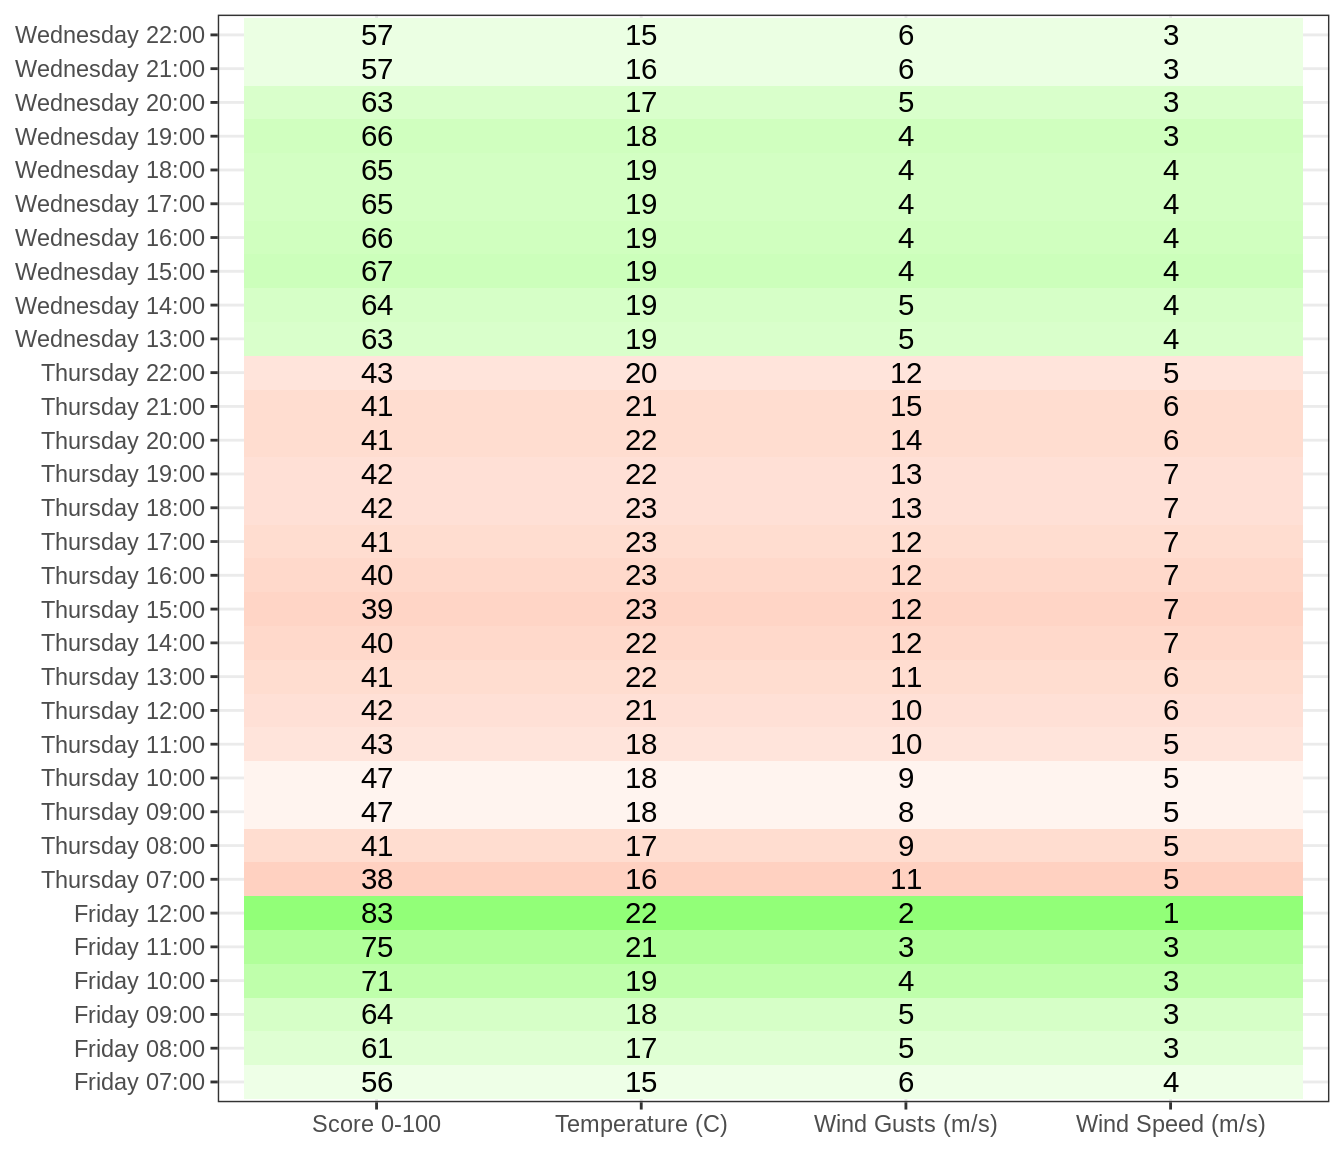 Wednesday 22:00 57 15 6 3
Wednesday 21:00 57 16 6 3
Wednesday 20:00 63 17 5 3
Wednesday 19:00 66 18 4 3
Wednesday 18:00 65 19 4 4
Wednesday 17:00 65 19 4 4
Wednesday 16:00 66 19 4 4
Wednesday 15:00 67 19 4 4
Wednesday 14:00 64 19 5 4
Wednesday 13:00 63 19 5 4
Thursday 22:00 43 20 12 5
Thursday 21:00 41 21 15 6
Thursday 20:00 41 22 14 6
Thursday 19:00 42 22 13 7
Thursday 18:00 42 23 13 7
Thursday 17:00 41 23 12 7
Thursday 16:00 40 23 12 7
Thursday 15:00 39 23 12 7
Thursday 14:00 40 22 12 7
Thursday 13:00 41 22 11 6
Thursday 12:00 42 21 10 6
Thursday 11:00 43 18 10 5
Thursday 10:00 47 18 9 5
Thursday 09:00 47 18 8 5
Thursday 08:00 41 17 9 5
Thursday 07:00 38 16 11 5
Friday 12:00 83 22 2 1
Friday 11:00 75 21 3 3
Friday 10:00 71 19 4 3
Friday 09:00 64 18 5 3
Friday 08:00 61 17 5 3
Friday 07:00 56 15 6 4
Score 0-100 Temperature (C) Wind Gusts (m/s) Wind Speed (m/s)